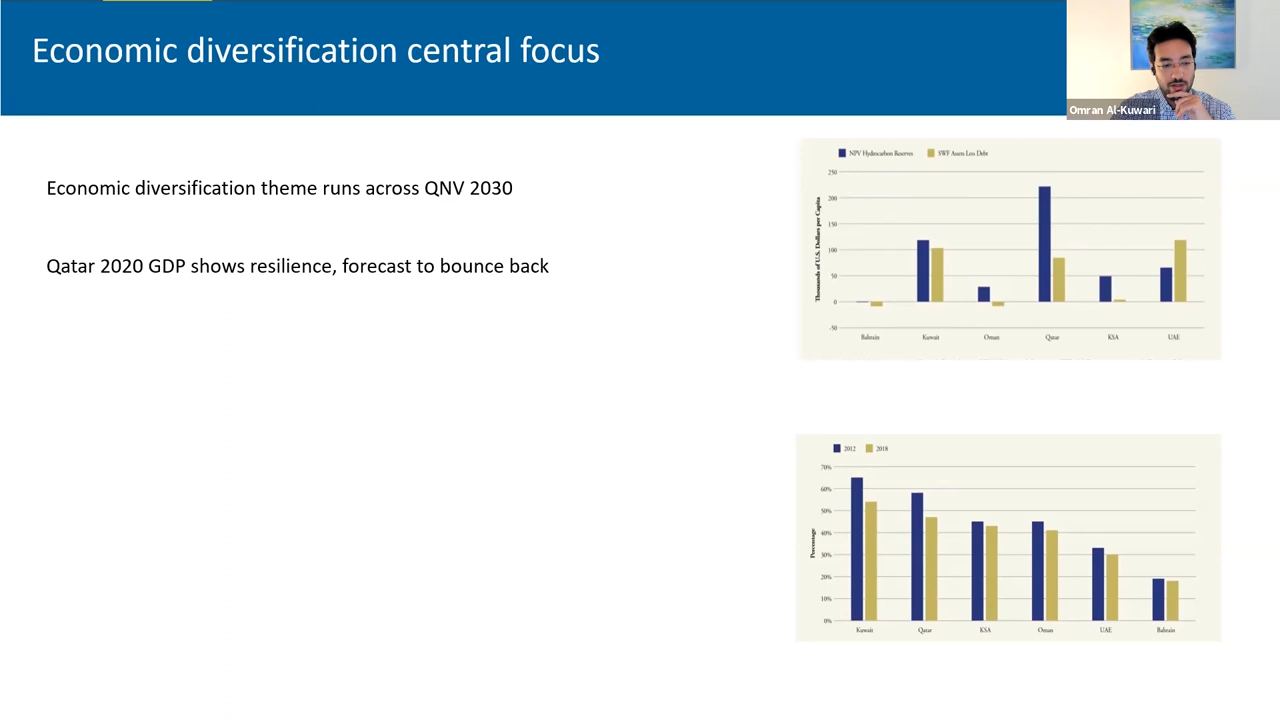 Economic diversification central focus
Omran Al-Kuwari
Economic diversification theme runs across QNV 2030
Qatar 2020 GDP shows resilience, forecast to bounce back
NPV Hydrocarbon Reserves SWF Assets Less Debt
Thousands of U.S. Dollars per Capita
250
200
150
100
50
0
-50
Bahrain Kuwait Oman Qatar KSA UAE
2012 2018
Percentage
70%
60%
50%
40%
30%
20%
10%
0%
Kuwait Qatar KSA Oman UAE Bahrain